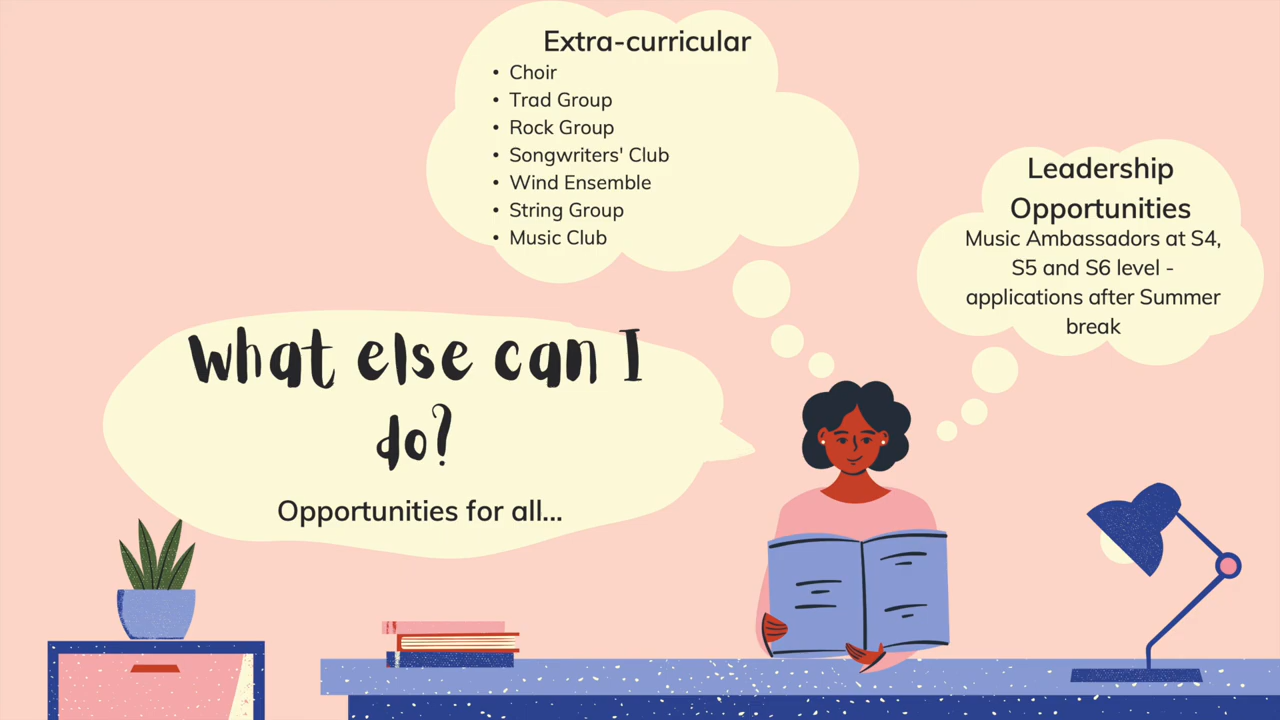 Extra-curricular
• Choir
• Trad Group
• Rock Group
• Songwriters' Club
• Wind Ensemble
• String Group
• Music Club
Leadership
Opportunities
Music Ambassadors at S4,
S5 and S6 level -
applications after Summer
break
What else can I
do?
Opportunities for all...